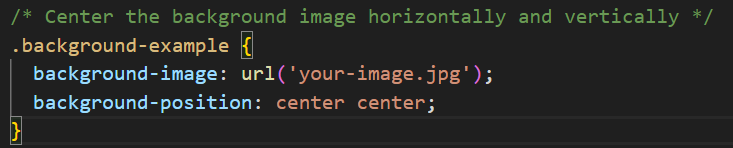 /* Center the background image horizontally and vertically */
.background-example {
  background-image: url('your-image.jpg');
  background-position: center center;
}